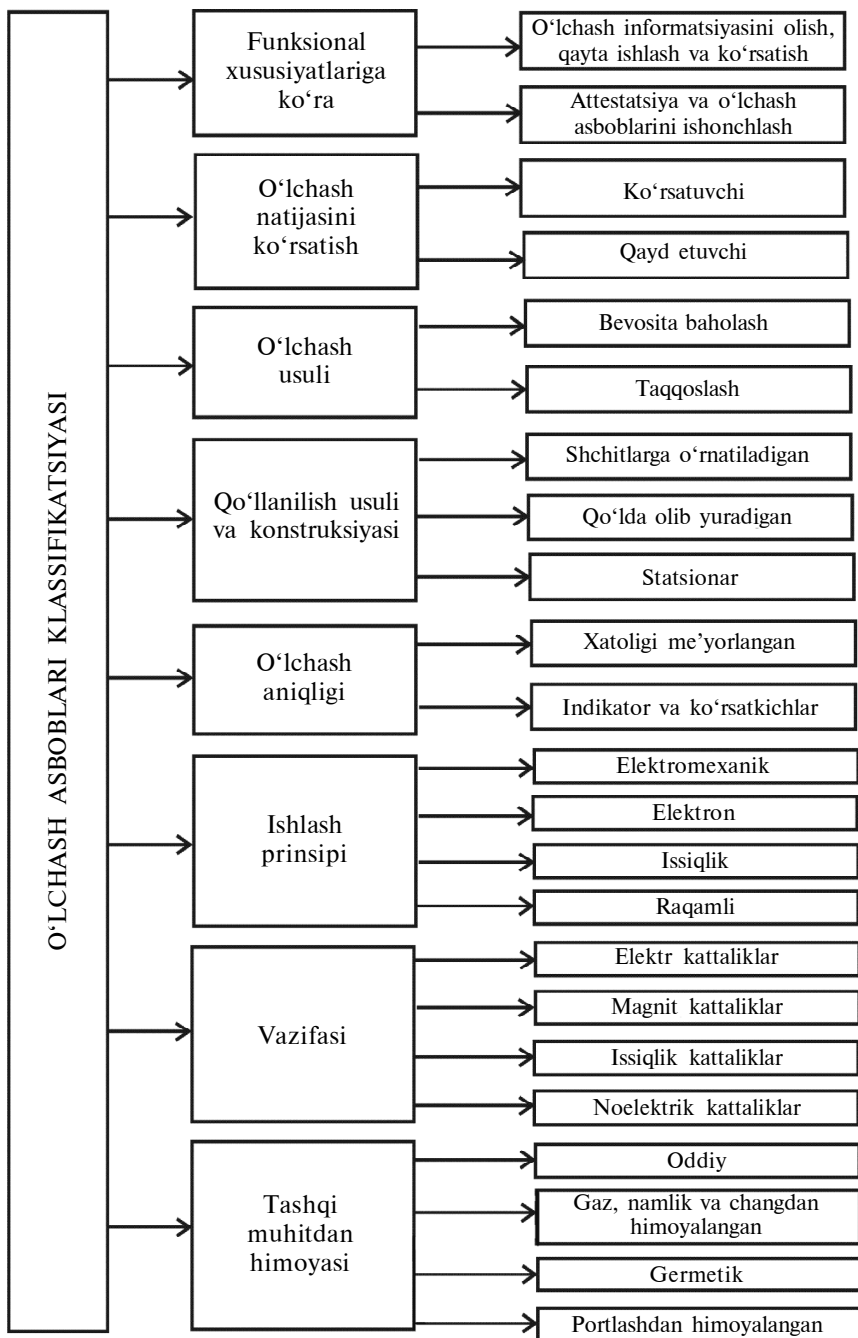 O‘LCHASH ASBOBLARI KLASSIFIKATSIYASI
Funksional
xususiyatlariga
ko‘ra
O‘lchash informatsiyasini olish,
qayta ishlash va ko‘rsatish
Attestatsiya va o‘lchash
asboblarini ishonchlash
O‘lchash
natijasini
ko‘rsatish
Ko‘rsatuvchi
Qayd etuvchi
O‘lchash
usuli
Bevosita baholash
Taqqoslash
Qo‘llanilish usuli
va konstruksiyasi
Shchitlarga o‘rnatiladigan
Qo‘lda olib yuradigan
Statsionar
O‘lchash
aniqligi
Xatoligi me’yorlangan
Indikator va ko‘rsatkichlar
Ishlash
prinsipi
Elektromexanik
Elektron
Issiqlik
Raqamli
Vazifasi
Elektr kattaliklar
Magnit kattaliklar
Issiqlik kattaliklar
Noelektrik kattaliklar
Tashqi
muhitdan
himoyasi
Oddiy
Gaz, namlik va changdan
himoyalangan
Germetik
Portlashdan himoyalangan